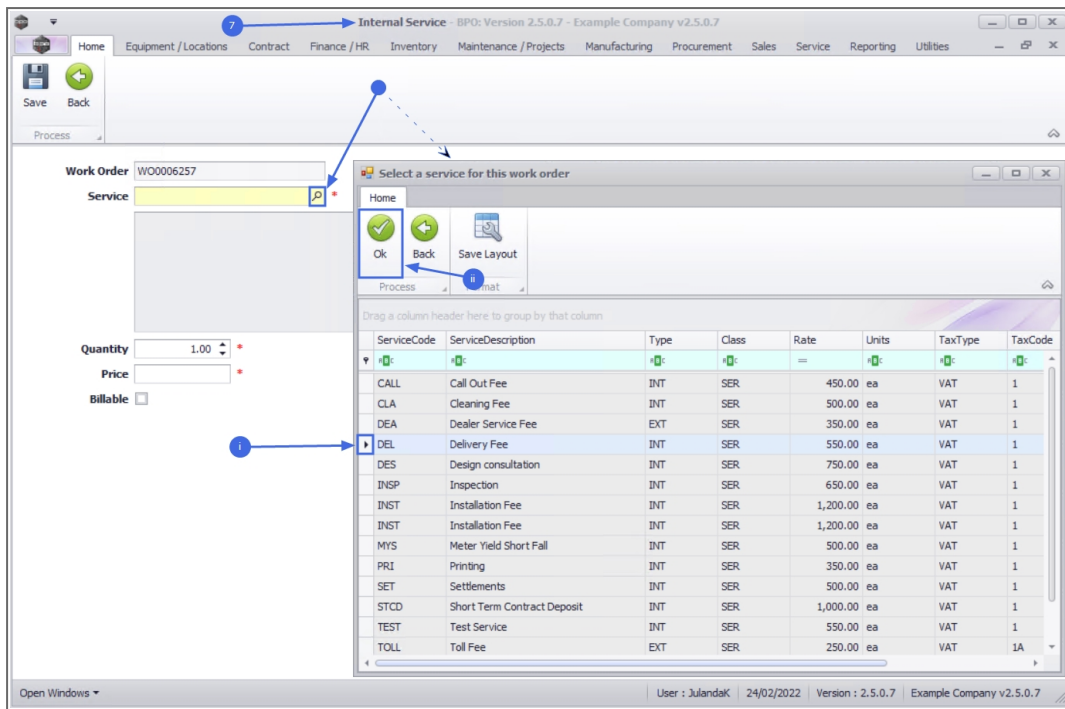 7
Internal Service - BPO: Version 2.5.0.7 - Example Company v2.5.0.7
Home Equipment / Locations Contract Finance / HR Inventory Maintenance / Projects Manufacturing Procurement Sales Service Reporting Utilities
Save Back
Process
Work Order WO0006257
Service *
Quantity 1.00 *
Price *
Billable
Select a service for this work order
Home
Ok Back Save Layout
ii
Process
Drag a column header here to group by that column
ServiceCode ServiceDescription Type Class Rate Units TaxType TaxCode
CALL Call Out Fee INT SER 450.00 ea VAT 1
CLA Cleaning Fee INT SER 500.00 ea VAT 1
DEA Dealer Service Fee EXT SER 350.00 ea VAT 1
i
DEL Delivery Fee INT SER 550.00 ea VAT 1
DES Design consultation INT SER 750.00 ea VAT 1
INSP Inspection INT SER 650.00 ea VAT 1
INST Installation Fee INT SER 1,200.00 ea VAT 1
INST Installation Fee INT SER 1,200.00 ea VAT 1
MYS Meter Yield Short Fall INT SER 500.00 ea VAT 1
PRI Printing INT SER 350.00 ea VAT 1
SET Settlements INT SER 500.00 ea VAT 1
STCD Short Term Contract Deposit INT SER 1,000.00 ea VAT 1
TEST Test Service INT SER 550.00 ea VAT 1
TOLL Toll Fee EXT SER 250.00 ea VAT 1A
Open Windows User : JulandaK 24/02/2022 Version : 2.5.0.7 Example Company v2.5.0.7